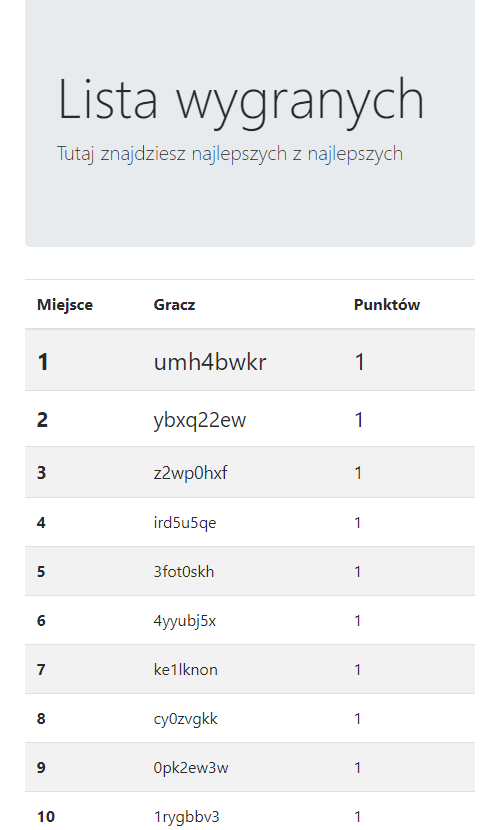 Lista wygranych
Tutaj znajdziesz najlepszych z najlepszych
Miejsce Gracz Punktów
1 umh4bwkr 1
2 ybxq22ew 1
3 z2wp0hxf 1
4 ird5u5qe 1
5 3fot0skh 1
6 4yyubj5x 1
7 ke1lknon 1
8 cy0zvgkk 1
9 0pk2ew3w 1
10 1rygbbv3 1